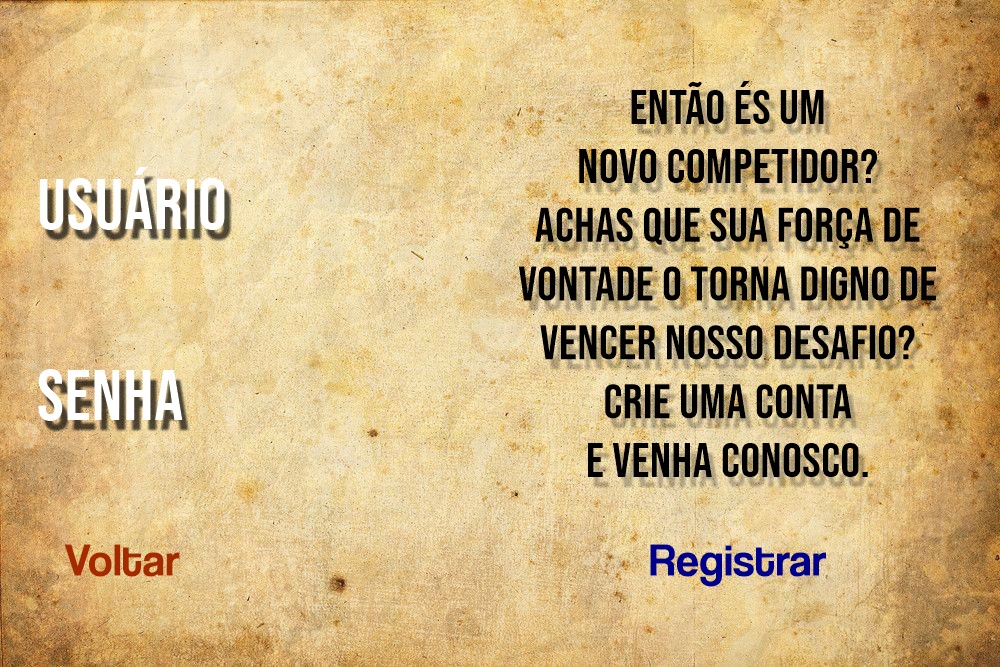 USUÁRIO
SENHA
ENTÃO ÉS UM
NOVO COMPETIDOR?
ACHAS QUE SUA FORÇA DE
VONTADE O TORNA DIGNO DE
VENCER NOSSO DESAFIO?
CRIE UMA CONTA
E VENHA CONOSCO.
Voltar
Registrar